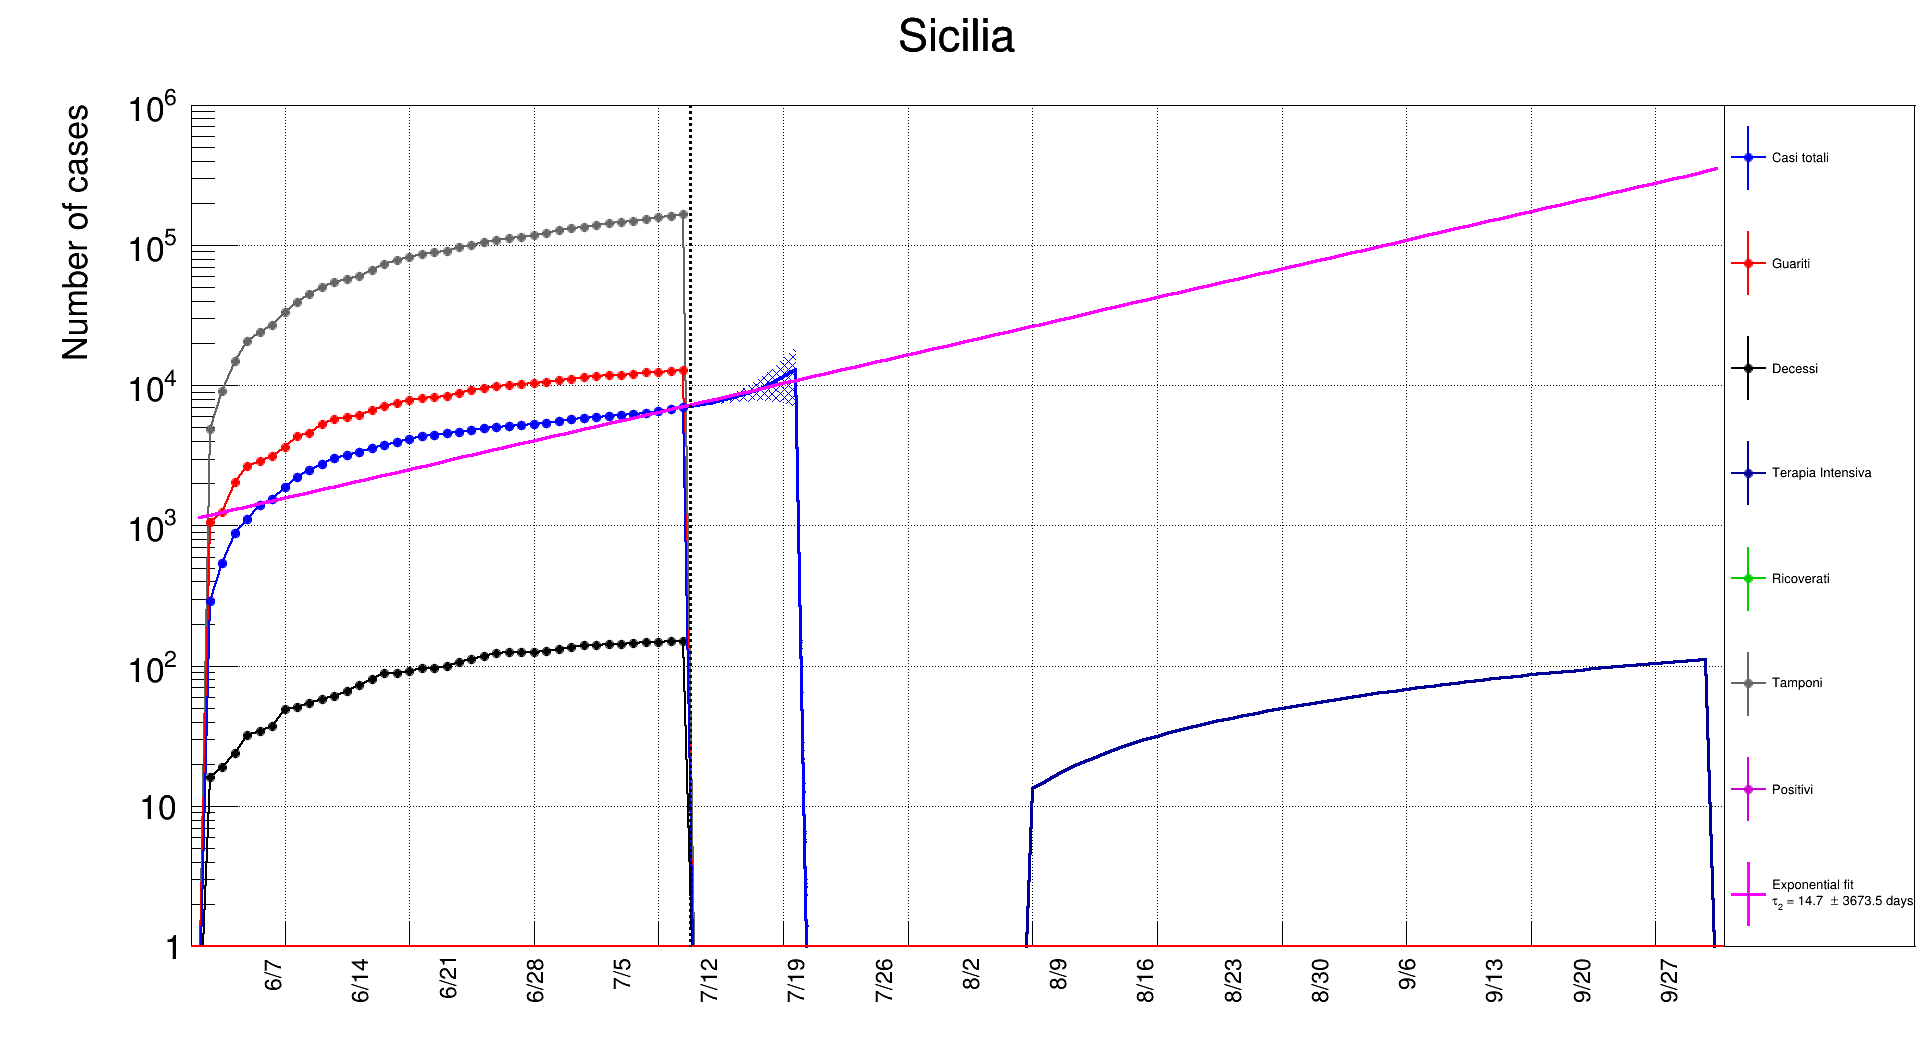 Sicilia
Number of cases
10^6
10^5
10^4
10^3
10^2
10
1
6/7
6/14
6/21
6/28
7/5
7/12
7/19
7/26
8/2
8/9
8/16
8/23
8/30
9/6
9/13
9/20
9/27
Casi totali
Guariti
Decessi
Terapia Intensiva
Ricoverati
Tamponi
Positivi
Exponential fit
τ₂ = 14.7 ± 3673.5 days